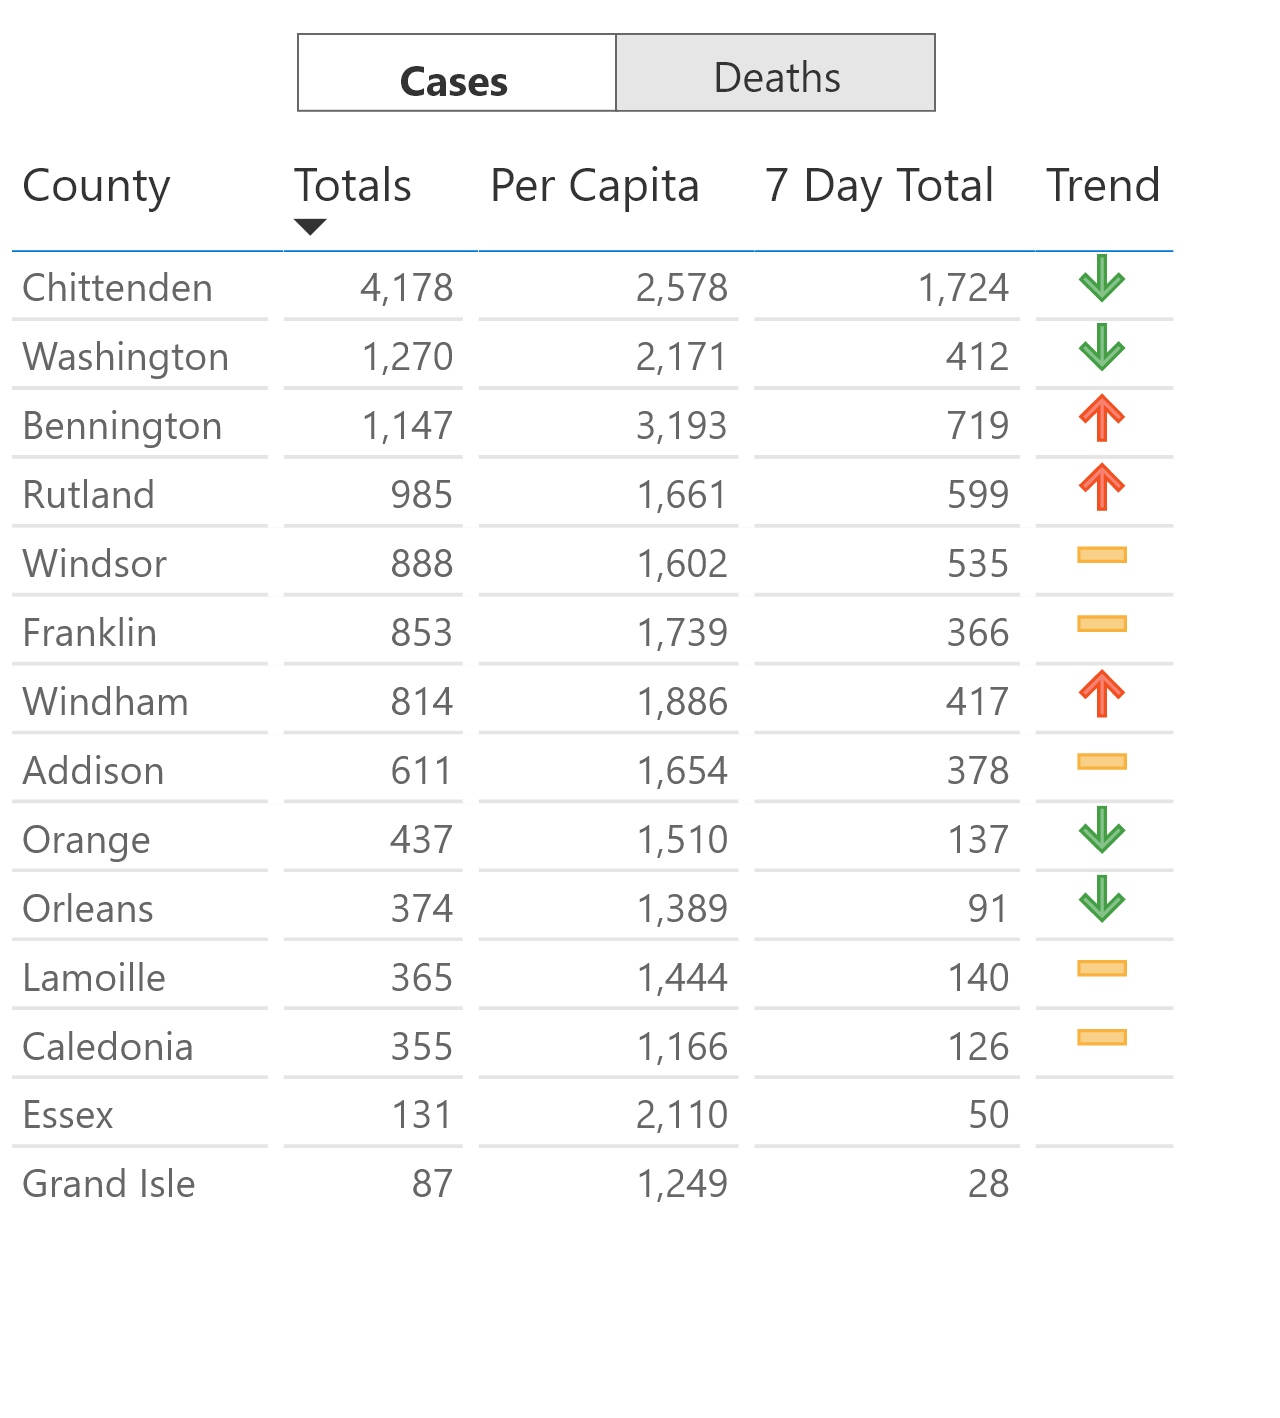 Cases Deaths
County Totals Per Capita 7 Day Total Trend
Chittenden 4,178 2,578 1,724
Washington 1,270 2,171 412
Bennington 1,147 3,193 719
Rutland 985 1,661 599
Windsor 888 1,602 535
Franklin 853 1,739 366
Windham 814 1,886 417
Addison 611 1,654 378
Orange 437 1,510 137
Orleans 374 1,389 91
Lamoille 365 1,444 140
Caledonia 355 1,166 126
Essex 131 2,110 50
Grand Isle 87 1,249 28